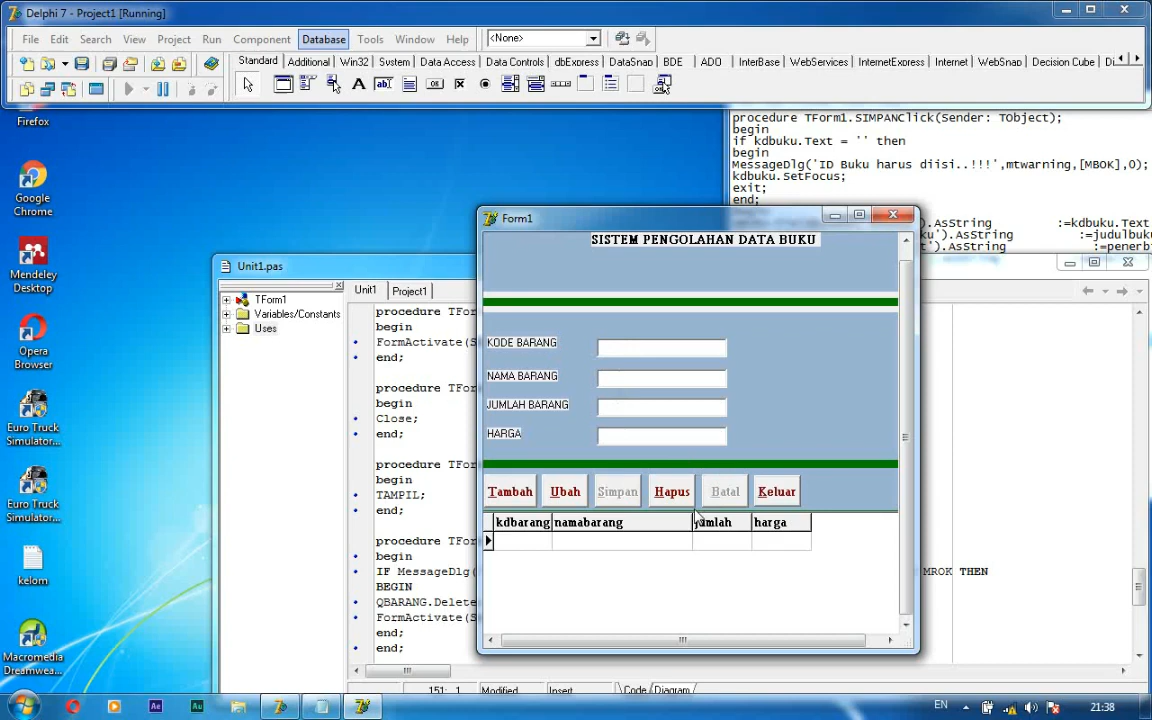 Delphi 7 - Project1 [Running]
File Edit Search View Project Run Component Database Tools Window Help
<None>
Standard Additional Win32 System Data Access Data Controls dbExpress DataSnap BDE ADO InterBase WebServices InternetExpress Internet WebSnap Decision Cube
Firefox
Google
Chrome
Mendeley
Desktop
Opera
Browser
Euro Truck
Simulator...
Euro Truck
Simulator...
kelom
Macromedia
Dreamwea...
procedure TForm1.SIMPANClick(Sender: TObject);
begin
if kdbuku.Text = '' then
begin
MessageDlg('ID Buku harus diisi..!!!',mtwarning,[MBOK],0);
kdbuku.SetFocus;
exit;
end;
).AsString :=kdbuku.Text
ku').AsString :=judulbuk
t').AsString :=penerb
Unit1.pas
TForm1
Variables/Constants
Uses
Unit1 Project1
procedure TFor
begin
FormActivate(S
end;
procedure TFor
begin
Close;
end;
procedure TFor
begin
TAMPIL;
end;
procedure TFor
begin
IF MessageDlg( MROK THEN
BEGIN
QBARANG.Delete
FormActivate(S
end;
end;
151: 1 Modified Insert Code Diagram
Form1
SISTEM PENGOLAHAN DATA BUKU
KODE BARANG
NAMA BARANG
JUMLAH BARANG
HARGA
Tambah Ubah Simpan Hapus Batal Keluar
kdbarang namabarang jumlah harga
EN 21:38